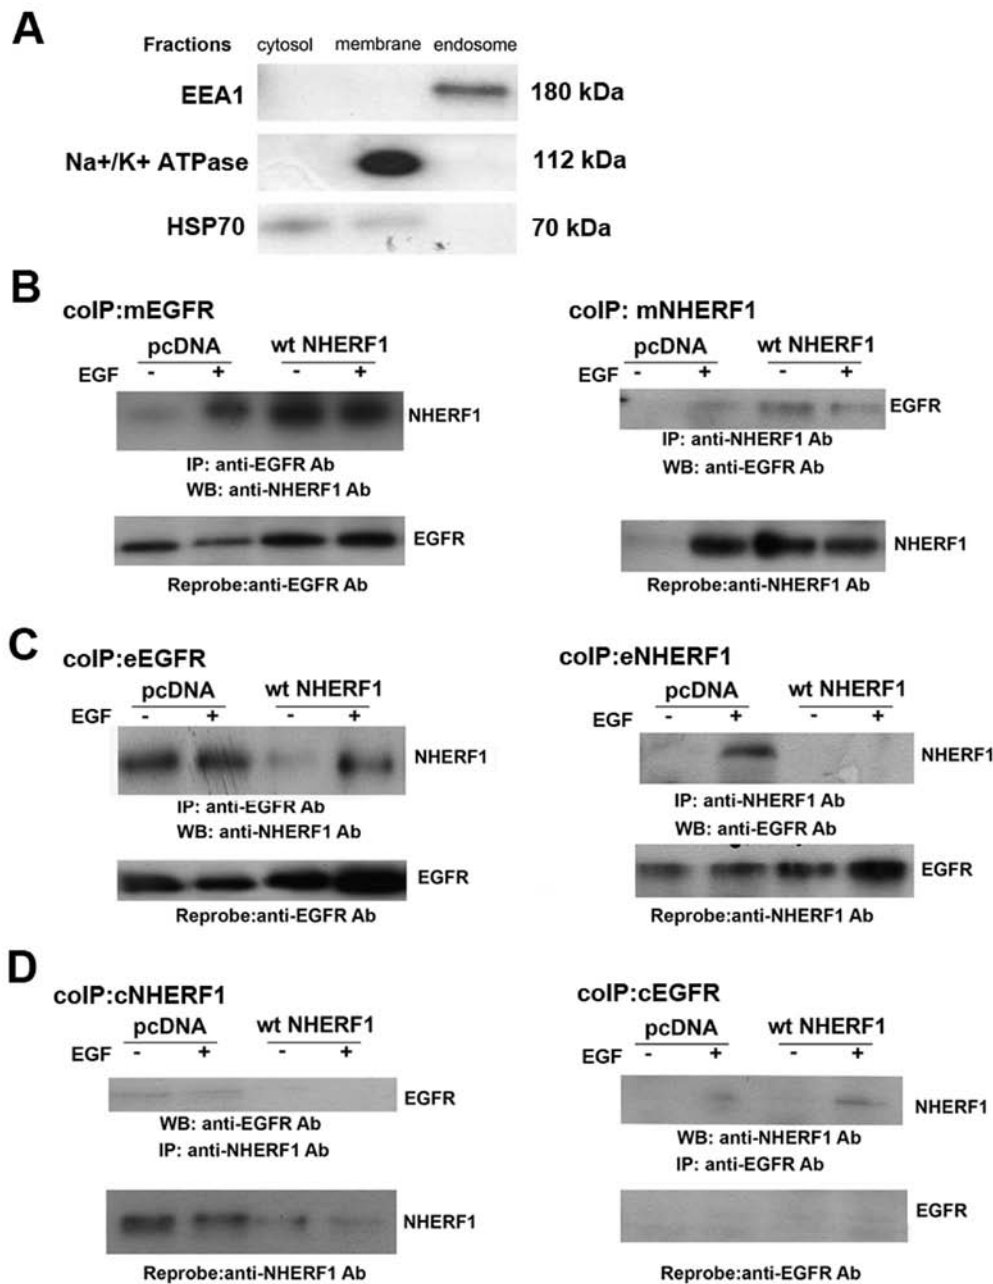 A
Fractions cytosol membrane endosome
EEA1 180 kDa
Na+/K+ ATPase 112 kDa
HSP70 70 kDa
B
coIP:mEGFR
pcDNA wt NHERF1
EGF - + - +
NHERF1
IP: anti-EGFR Ab
WB: anti-NHERF1 Ab
EGFR
Reprobe:anti-EGFR Ab
coIP: mNHERF1
pcDNA wt NHERF1
EGF - + - +
EGFR
IP: anti-NHERF1 Ab
WB: anti-EGFR Ab
NHERF1
Reprobe:anti-NHERF1 Ab
C
coIP:eEGFR
pcDNA wt NHERF1
EGF - + - +
NHERF1
IP: anti-EGFR Ab
WB: anti-NHERF1 Ab
EGFR
Reprobe:anti-EGFR Ab
coIP:eNHERF1
pcDNA wt NHERF1
EGF - + - +
NHERF1
IP: anti-NHERF1 Ab
WB: anti-EGFR Ab
EGFR
Reprobe:anti-NHERF1 Ab
D
coIP:cNHERF1
pcDNA wt NHERF1
EGF - + - +
EGFR
WB: anti-EGFR Ab
IP: anti-NHERF1 Ab
NHERF1
Reprobe:anti-NHERF1 Ab
coIP:cEGFR
pcDNA wt NHERF1
EGF - + - +
NHERF1
WB: anti-NHERF1 Ab
IP: anti-EGFR Ab
EGFR
Reprobe:anti-EGFR Ab